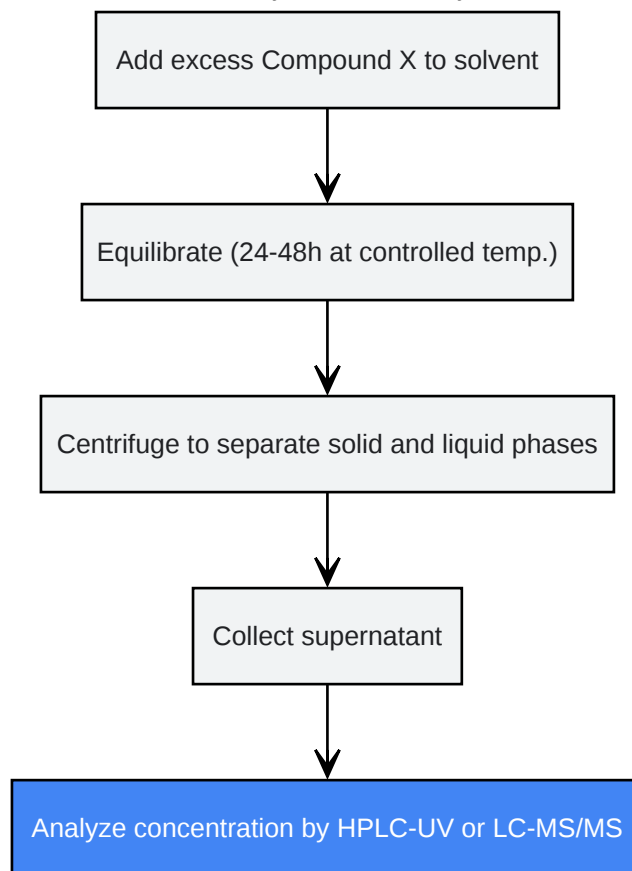 Add excess Compound X to solvent
Equilibrate (24-48h at controlled temp.)
Centrifuge to separate solid and liquid phases
Collect supernatant
Analyze concentration by HPLC-UV or LC-MS/MS